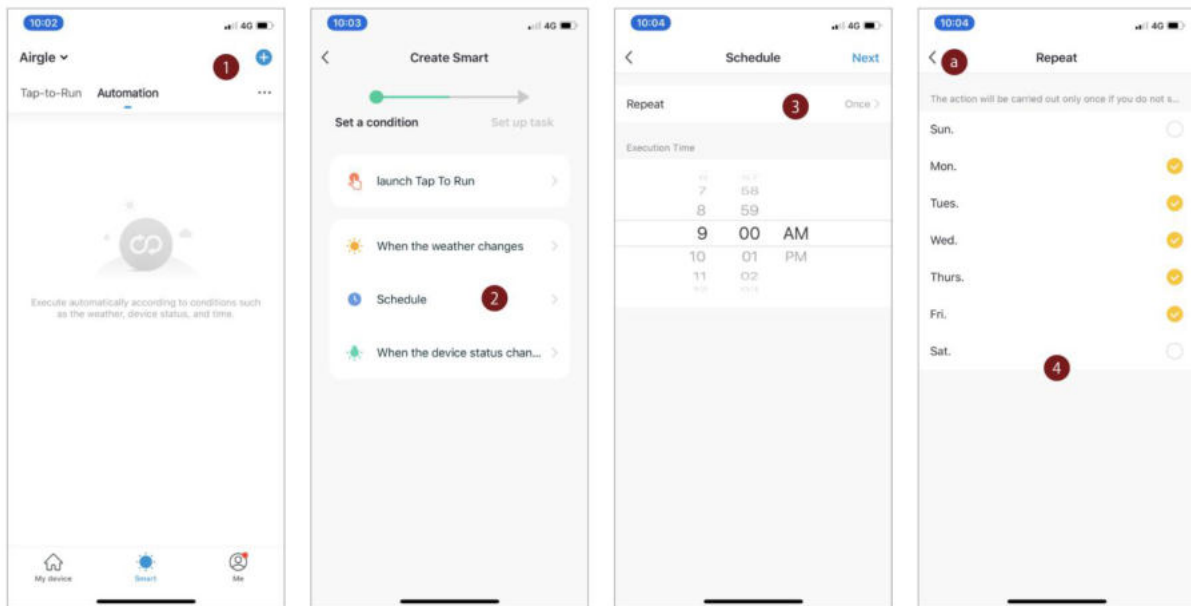 10:02
4G
Airgle
1
Tap-to-Run Automation
...
Execute automatically according to conditions such
as the weather, device status, and time.
My device
Smart
Me
10:03
4G
Create Smart
Set a condition
Set up task
launch Tap To Run
When the weather changes
Schedule
2
When the device status chan...
10:04
4G
Schedule
Next
Repeat
3
Once
Execution Time
7 58
8 59
9 00 AM
10 01 PM
11 02
10:04
4G
a
Repeat
The action will be carried out only once if you do not s...
Sun.
Mon.
Tues.
Wed.
Thurs.
Fri.
Sat.
4